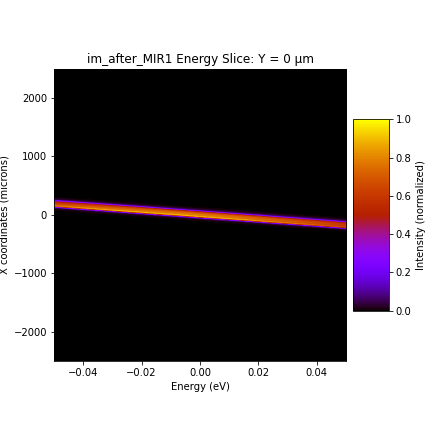 im_after_MIR1 Energy Slice: Y = 0 μm
X coordinates (microns)
2000
1000
0
−1000
−2000
−0.04 −0.02 0.00 0.02 0.04
Energy (eV)
1.0
0.8
0.6
0.4
0.2
0.0
Intensity (normalized)